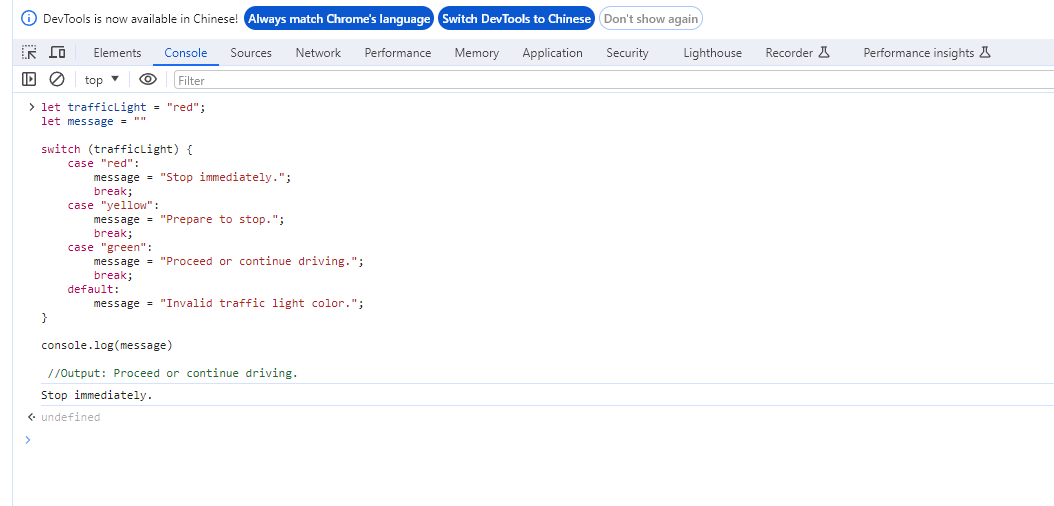 DevTools is now available in Chinese! Always match Chrome's language Switch DevTools to Chinese Don't show again
Elements Console Sources Network Performance Memory Application Security Lighthouse Recorder Performance insights
top Filter
let trafficLight = "red";
let message = ""
switch (trafficLight) {
    case "red":
        message = "Stop immediately.";
        break;
    case "yellow":
        message = "Prepare to stop.";
        break;
    case "green":
        message = "Proceed or continue driving.";
        break;
    default:
        message = "Invalid traffic light color.";
}
console.log(message)
 //Output: Proceed or continue driving.
Stop immediately.
undefined